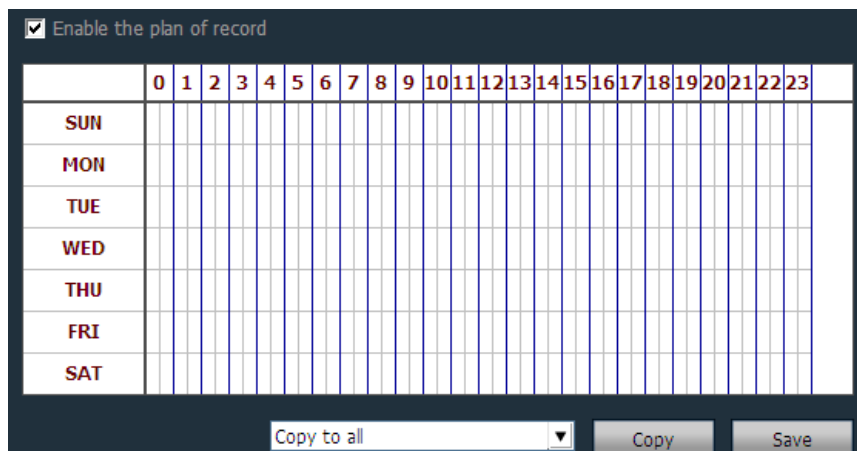 Enable the plan of record
0 1 2 3 4 5 6 7 8 9 10 11 12 13 14 15 16 17 18 19 20 21 22 23
SUN
MON
TUE
WED
THU
FRI
SAT
Copy to all Copy Save